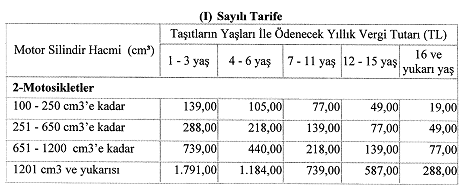 (I) Sayılı Tarife
Motor Silindir Hacmi (cm³)
Taşıtların Yaşları İle Ödenecek Yıllık Vergi Tutarı (TL)
1 - 3 yaş 4 - 6 yaş 7 - 11 yaş 12 - 15 yaş 16 ve yukarı yaş
2-Motosikletler
100 - 250 cm3'e kadar 139,00 105,00 77,00 49,00 19,00
251 - 650 cm3'e kadar 288,00 218,00 139,00 77,00 49,00
651 - 1200 cm3'e kadar 739,00 440,00 218,00 139,00 77,00
1201 cm3 ve yukarısı 1.791,00 1.184,00 739,00 587,00 288,00